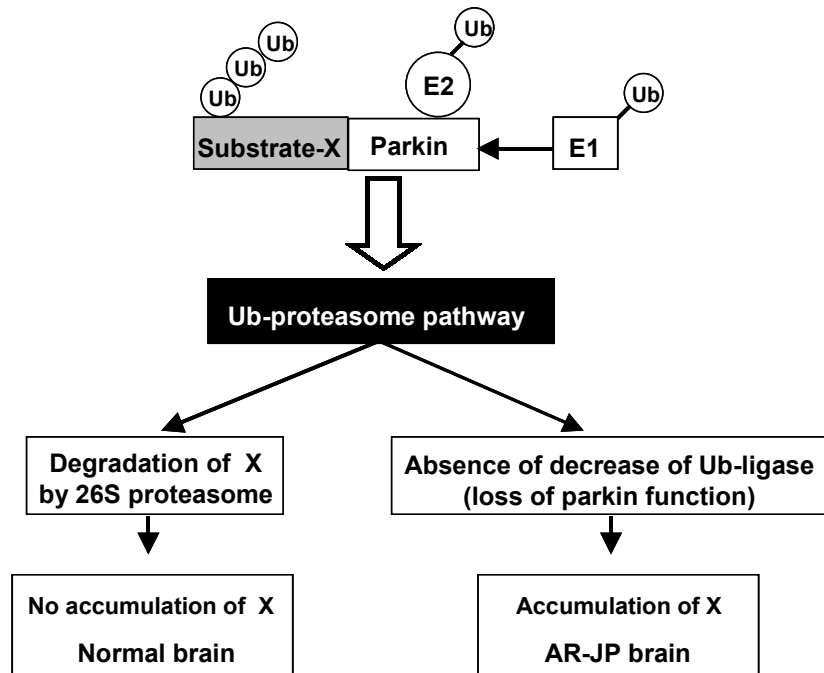 Ub
Ub
Ub
Ub
E2
Ub
Substrate-X
Parkin
E1
Ub-proteasome pathway
Degradation of X
by 26S proteasome
Absence of decrease of Ub-ligase
(loss of parkin function)
No accumulation of X
Normal brain
Accumulation of X
AR-JP brain